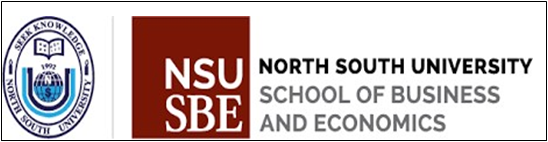 SEEK KNOWLEDGE
1992
NORTH SOUTH UNIVERSITY
NSU
SBE
NORTH SOUTH UNIVERSITY
SCHOOL OF BUSINESS
AND ECONOMICS